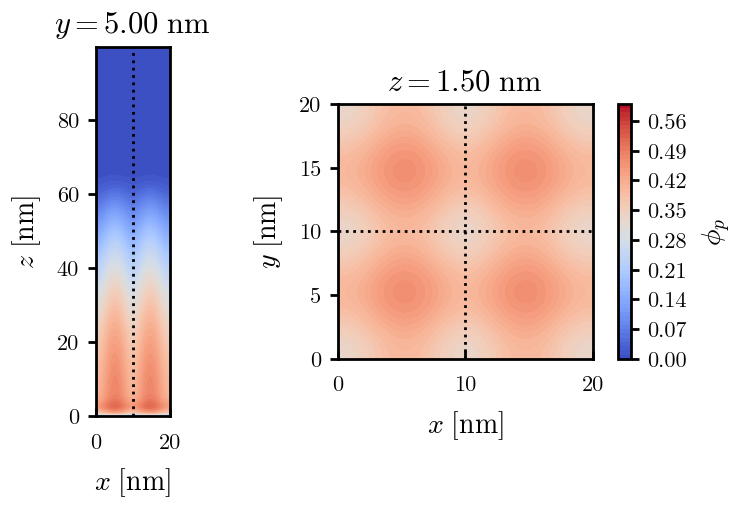 y = 5.00 nm
z [nm]
80
60
40
20
0
0 20
x [nm]
z = 1.50 nm
y [nm]
20
15
10
5
0
0 10 20
x [nm]
0.56
0.49
0.42
0.35
0.28
0.21
0.14
0.07
0.00
ϕp